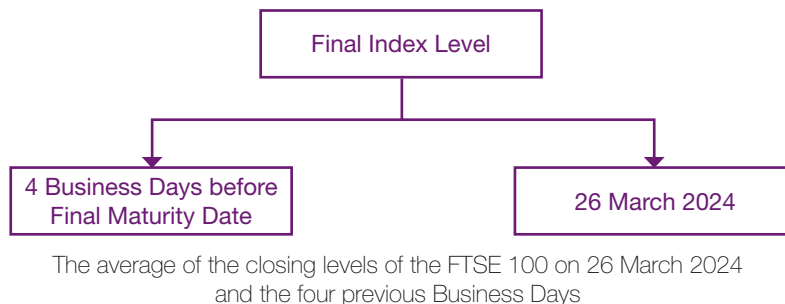 Final Index Level
4 Business Days before
Final Maturity Date
26 March 2024
The average of the closing levels of the FTSE 100 on 26 March 2024
and the four previous Business Days